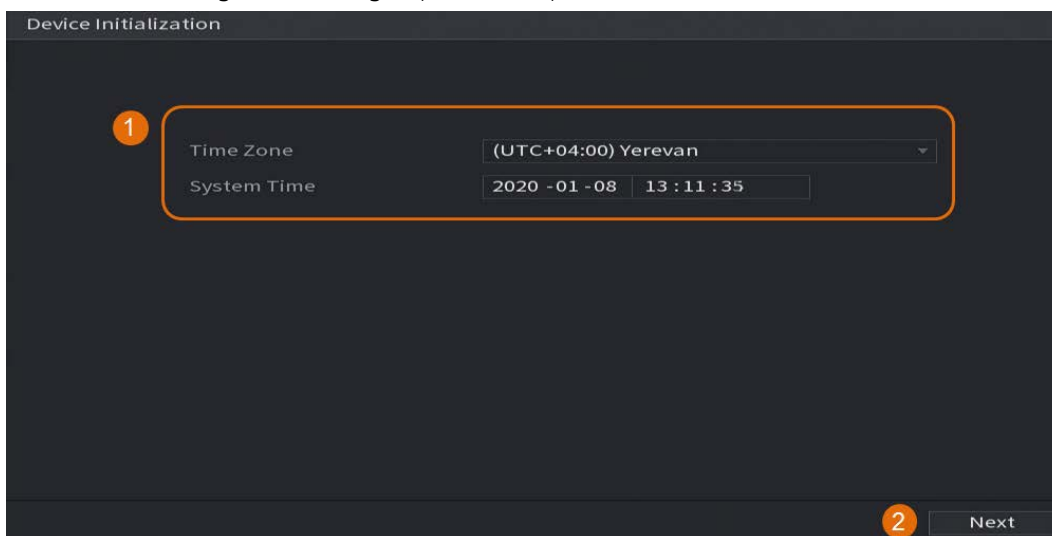 Device Initialization
1
Time Zone (UTC+04:00) Yerevan
System Time 2020 -01 -08 13 : 11 : 35
2 Next